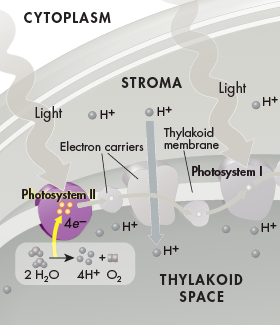 CYTOPLASM
STROMA
Light
Light
H+
H+
H+
Electron carriers
Thylakoid
membrane
Photosystem I
Photosystem II
4e–
H+
H+
H+
2 H₂O
4H+
+
O₂
THYLAKOID
SPACE